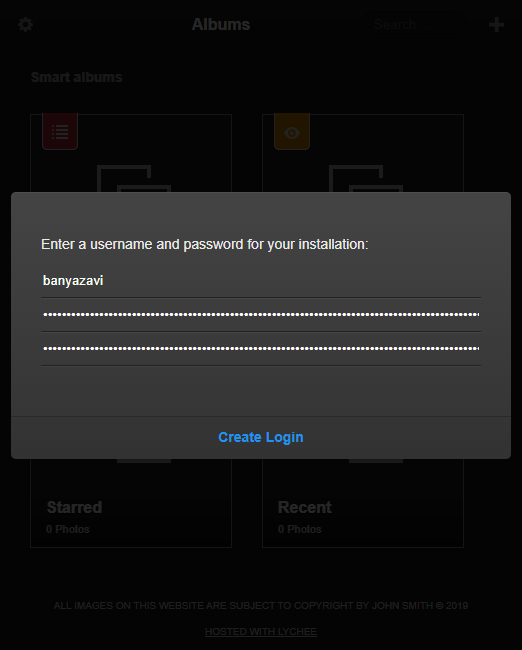 Albums
Search
Smart albums
Enter a username and password for your installation:
banyazavi
Create Login
Starred
0 Photos
Recent
0 Photos
ALL IMAGES ON THIS WEBSITE ARE SUBJECT TO COPYRIGHT BY JOHN SMITH © 2019
HOSTED WITH LYCHEE